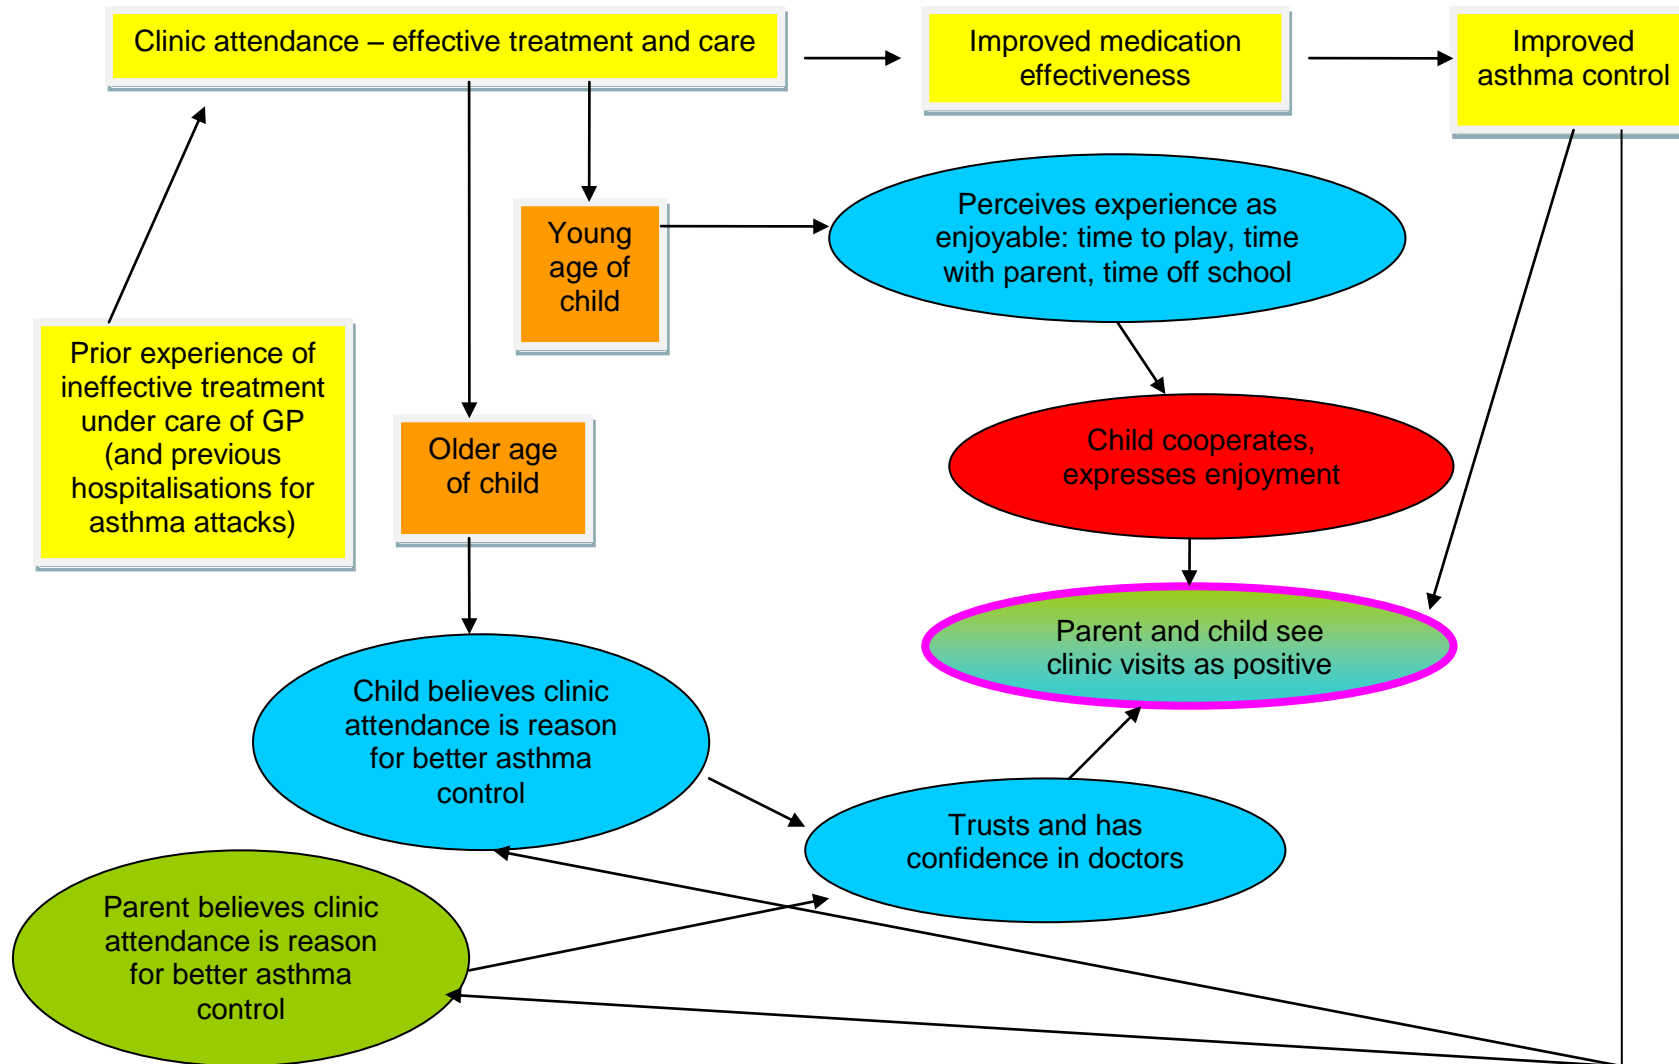 Clinic attendance – effective treatment and care
Improved medication
effectiveness
Improved
asthma control
Perceives experience as
enjoyable: time to play, time
with parent, time off school
Young
age of
child
Prior experience of
ineffective treatment
under care of GP
(and previous
hospitalisations for
asthma attacks)
Older age
of child
Child cooperates,
expresses enjoyment
Parent and child see
clinic visits as positive
Child believes clinic
attendance is reason
for better asthma
control
Trusts and has
confidence in doctors
Parent believes clinic
attendance is reason
for better asthma
control